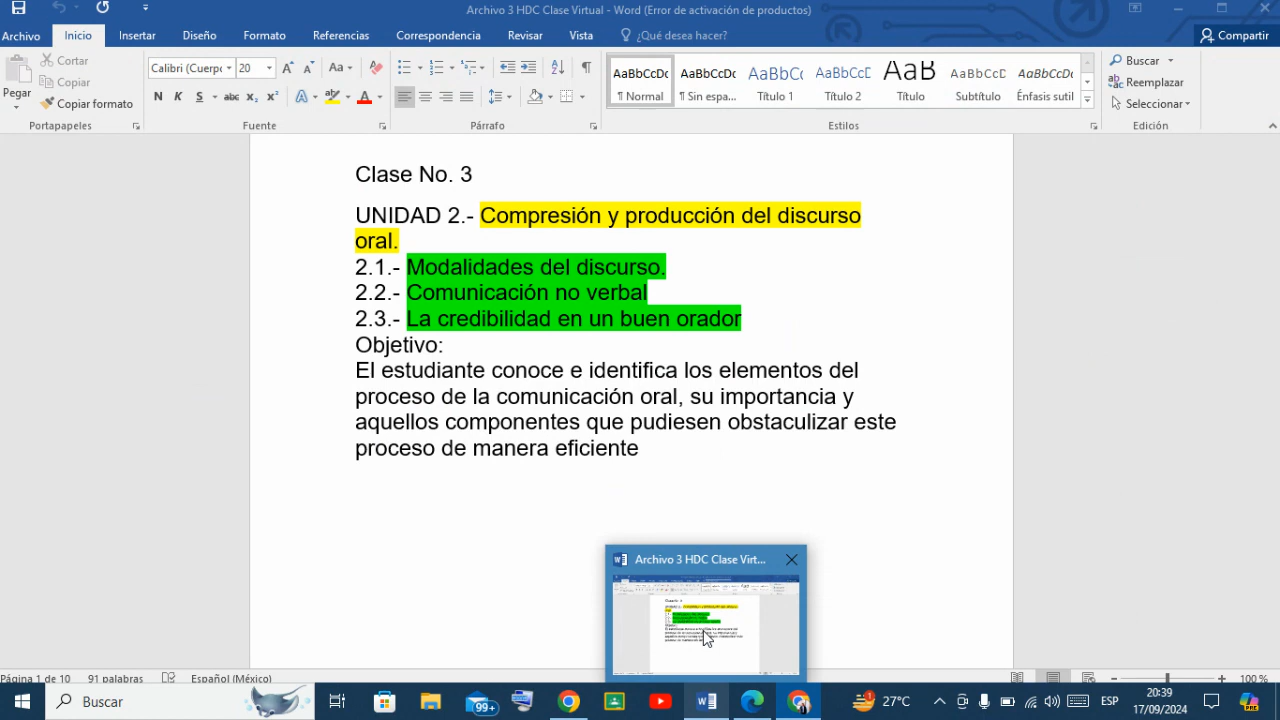 Archivo 3 HDC Clase Virtual - Word (Error de activación de productos)
Archivo Inicio Insertar Diseño Formato Referencias Correspondencia Revisar Vista ¿Qué desea hacer? Compartir
Pegar
Cortar
Copiar
Copiar formato
Portapapeles
Calibri (Cuerpo 20
N K S abc x₂ x²
Fuente
Párrafo
AaBbCcDc AaBbCcDc AaBbCc AaBbCcD AaB AaBbCcD AaBbCcDc
¶ Normal ¶ Sin espa... Título 1 Título 2 Título Subtítulo Énfasis sutil
Estilos
Buscar
Reemplazar
Seleccionar
Edición
Clase No. 3
UNIDAD 2.- Compresión y producción del discurso
oral.
2.1.- Modalidades del discurso.
2.2.- Comunicación no verbal
2.3.- La credibilidad en un buen orador
Objetivo:
El estudiante conoce e identifica los elementos del
proceso de la comunicación oral, su importancia y
aquellos componentes que pudiesen obstaculizar este
proceso de manera eficiente
Archivo 3 HDC Clase Virt...
Página 1 de 10 91 palabras Español (México) 100 %
Buscar
99+
1
27°C
ESP
20:39
17/09/2024
PRE